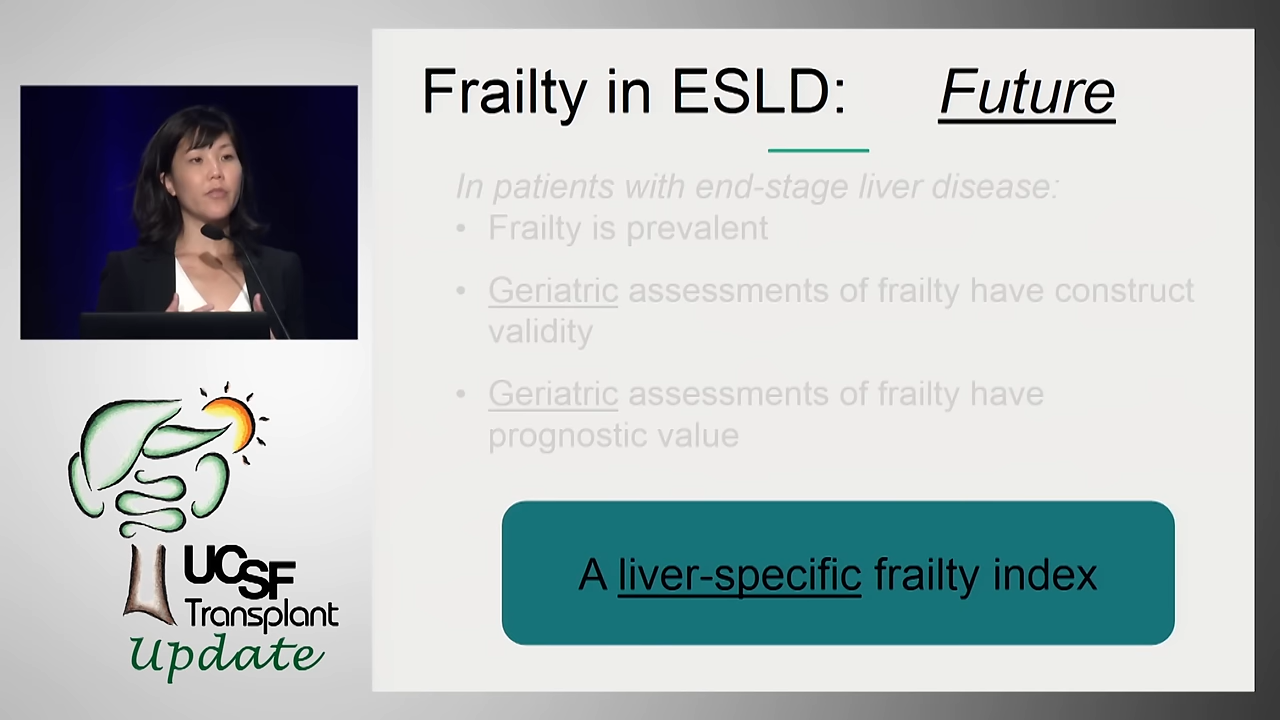 Frailty in ESLD: Future
In patients with end-stage liver disease:
• Frailty is prevalent
• Geriatric assessments of frailty have construct
validity
• Geriatric assessments of frailty have
prognostic value
A liver-specific frailty index
UCSF
Transplant
Update